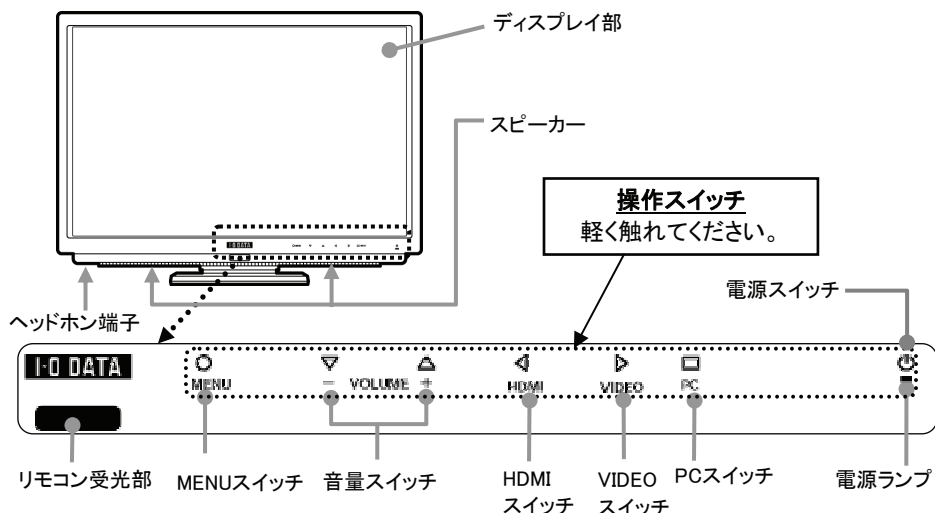 ディスプレイ部
スピーカー
操作スイッチ
軽く触れてください。
I-O DATA
ヘッドホン端子
電源スイッチ
I·O DATA
MENU
－ VOLUME ＋
HDMI
VIDEO
PC
リモコン受光部
MENUスイッチ
音量スイッチ
HDMI
スイッチ
VIDEO
スイッチ
PCスイッチ
電源ランプ